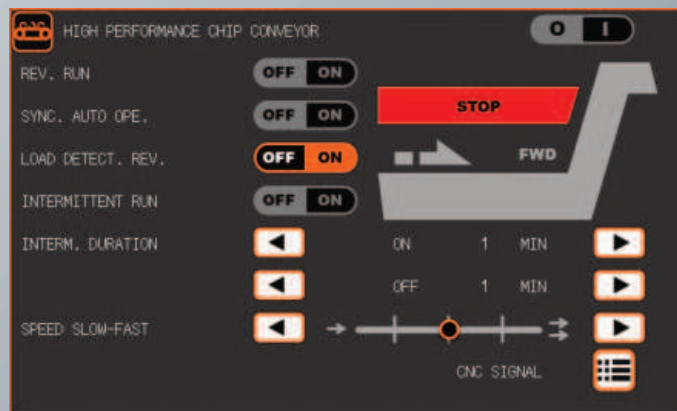 HIGH PERFORMANCE CHIP CONVEYOR O I
REV. RUN OFF ON
SYNC. AUTO OPE. OFF ON
STOP
LOAD DETECT. REV. OFF ON FWD
INTERMITTENT RUN OFF ON
INTERM. DURATION ON 1 MIN
OFF 1 MIN
SPEED SLOW-FAST
CNC SIGNAL